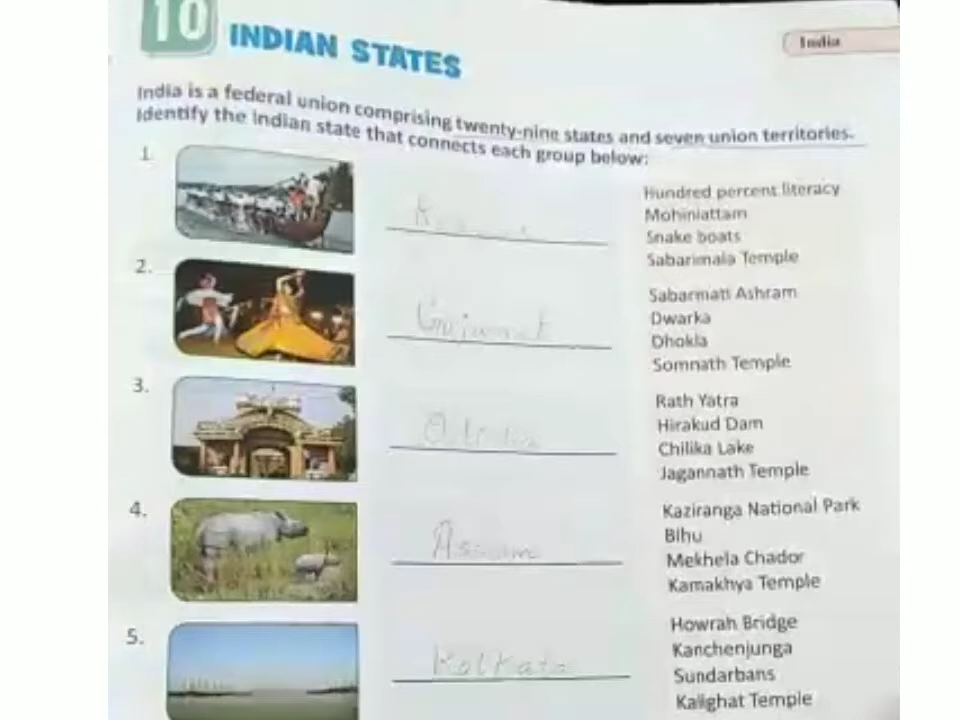 10 INDIAN STATES
India
India is a federal union comprising twenty-nine states and seven union territories.
Identify the Indian state that connects each group below:
1.
Hundred percent literacy
Mohiniattam
Snake boats
Sabarimala Temple
2.
Gujarat
Sabarmati Ashram
Dwarka
Dhokla
Somnath Temple
3.
Rath Yatra
Hirakud Dam
Chilika Lake
Jagannath Temple
4.
Assam
Kaziranga National Park
Bihu
Mekhela Chador
Kamakhya Temple
5.
Kolkata
Howrah Bridge
Kanchenjunga
Sundarbans
Kalighat Temple